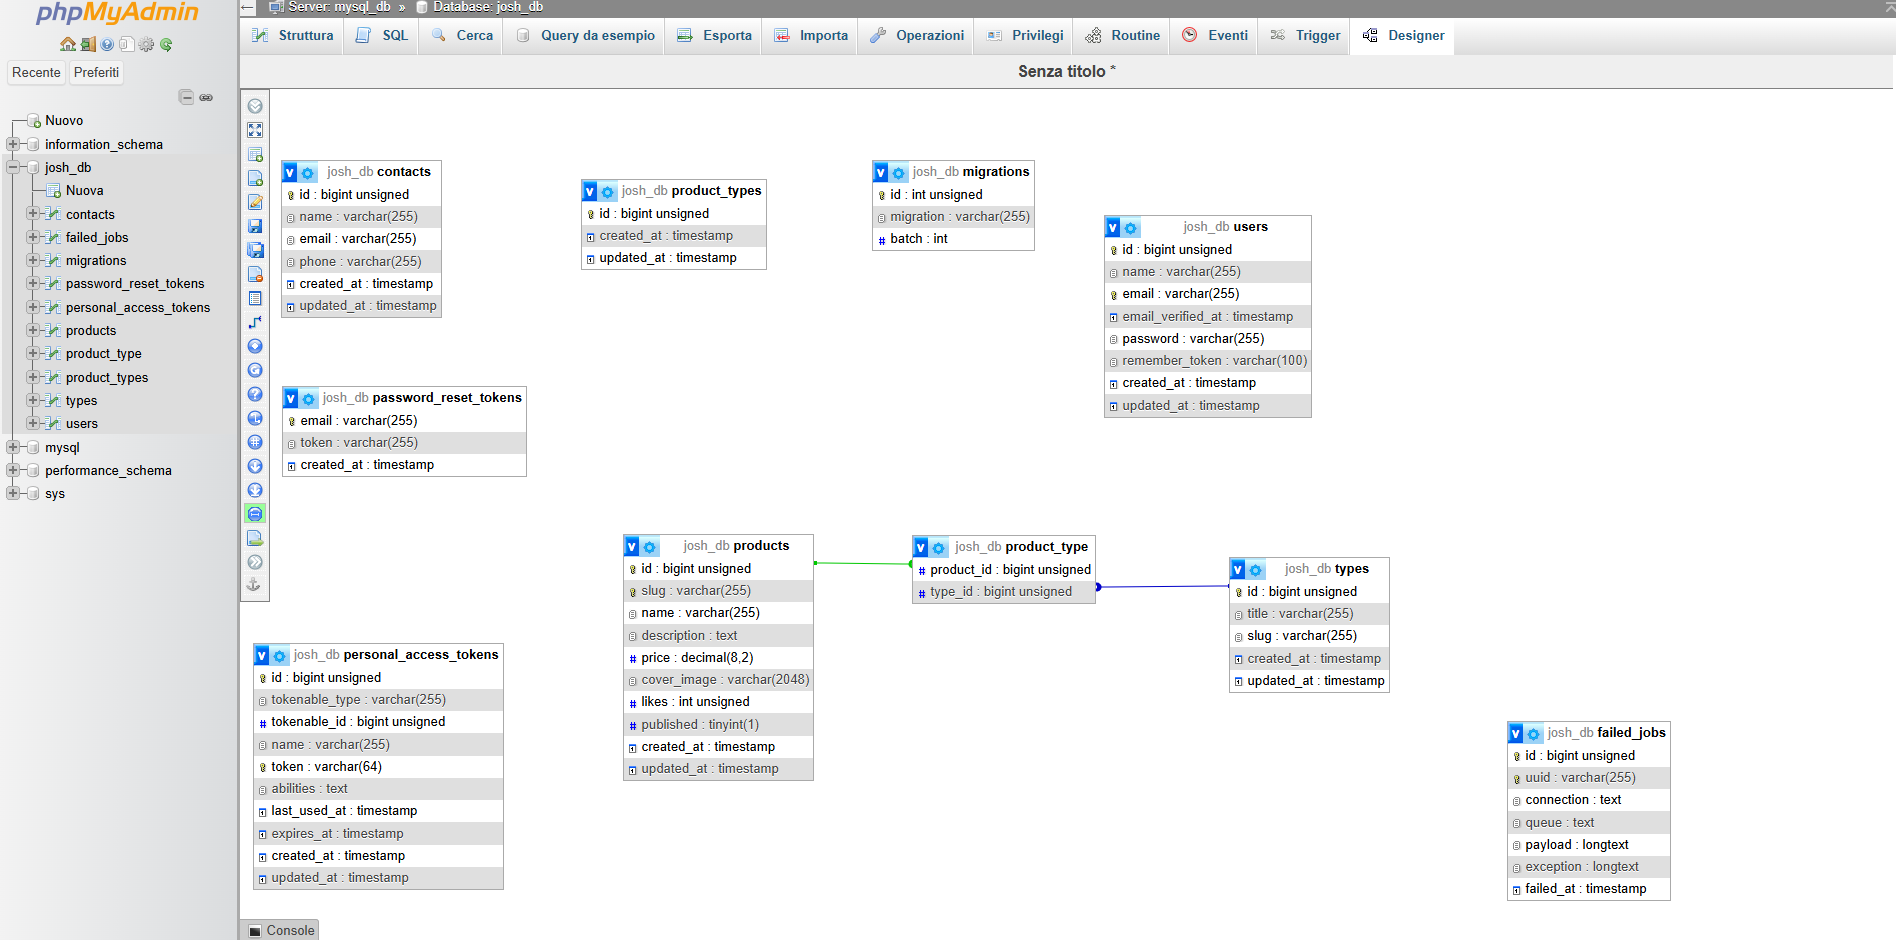 phpMyAdmin
Recente Preferiti
Nuovo
information_schema
josh_db
Nuova
contacts
failed_jobs
migrations
password_reset_tokens
personal_access_tokens
products
product_type
product_types
types
users
mysql
performance_schema
sys
Server: mysql_db » Database: josh_db
Struttura SQL Cerca Query da esempio Esporta Importa Operazioni Privilegi Routine Eventi Trigger Designer
Senza titolo *
josh_db contacts
id : bigint unsigned
name : varchar(255)
email : varchar(255)
phone : varchar(255)
created_at : timestamp
updated_at : timestamp
josh_db product_types
id : bigint unsigned
created_at : timestamp
updated_at : timestamp
josh_db migrations
id : int unsigned
migration : varchar(255)
batch : int
josh_db users
id : bigint unsigned
name : varchar(255)
email : varchar(255)
email_verified_at : timestamp
password : varchar(255)
remember_token : varchar(100)
created_at : timestamp
updated_at : timestamp
josh_db password_reset_tokens
email : varchar(255)
token : varchar(255)
created_at : timestamp
josh_db products
id : bigint unsigned
slug : varchar(255)
name : varchar(255)
description : text
price : decimal(8,2)
cover_image : varchar(2048)
likes : int unsigned
published : tinyint(1)
created_at : timestamp
updated_at : timestamp
josh_db product_type
product_id : bigint unsigned
type_id : bigint unsigned
josh_db types
id : bigint unsigned
title : varchar(255)
slug : varchar(255)
created_at : timestamp
updated_at : timestamp
josh_db personal_access_tokens
id : bigint unsigned
tokenable_type : varchar(255)
tokenable_id : bigint unsigned
name : varchar(255)
token : varchar(64)
abilities : text
last_used_at : timestamp
expires_at : timestamp
created_at : timestamp
updated_at : timestamp
josh_db failed_jobs
id : bigint unsigned
uuid : varchar(255)
connection : text
queue : text
payload : longtext
exception : longtext
failed_at : timestamp
Console